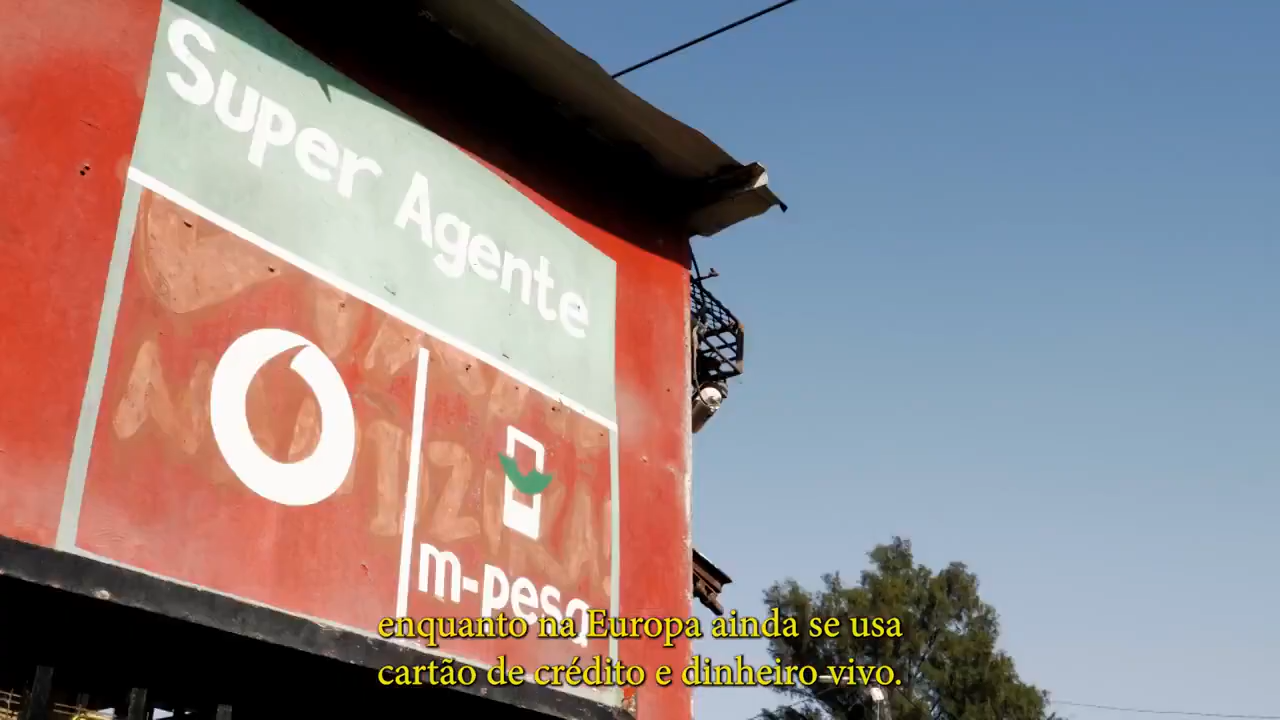 Super Agente
m-pesa
enquanto na Europa ainda se usa
cartão de crédito e dinheiro vivo.